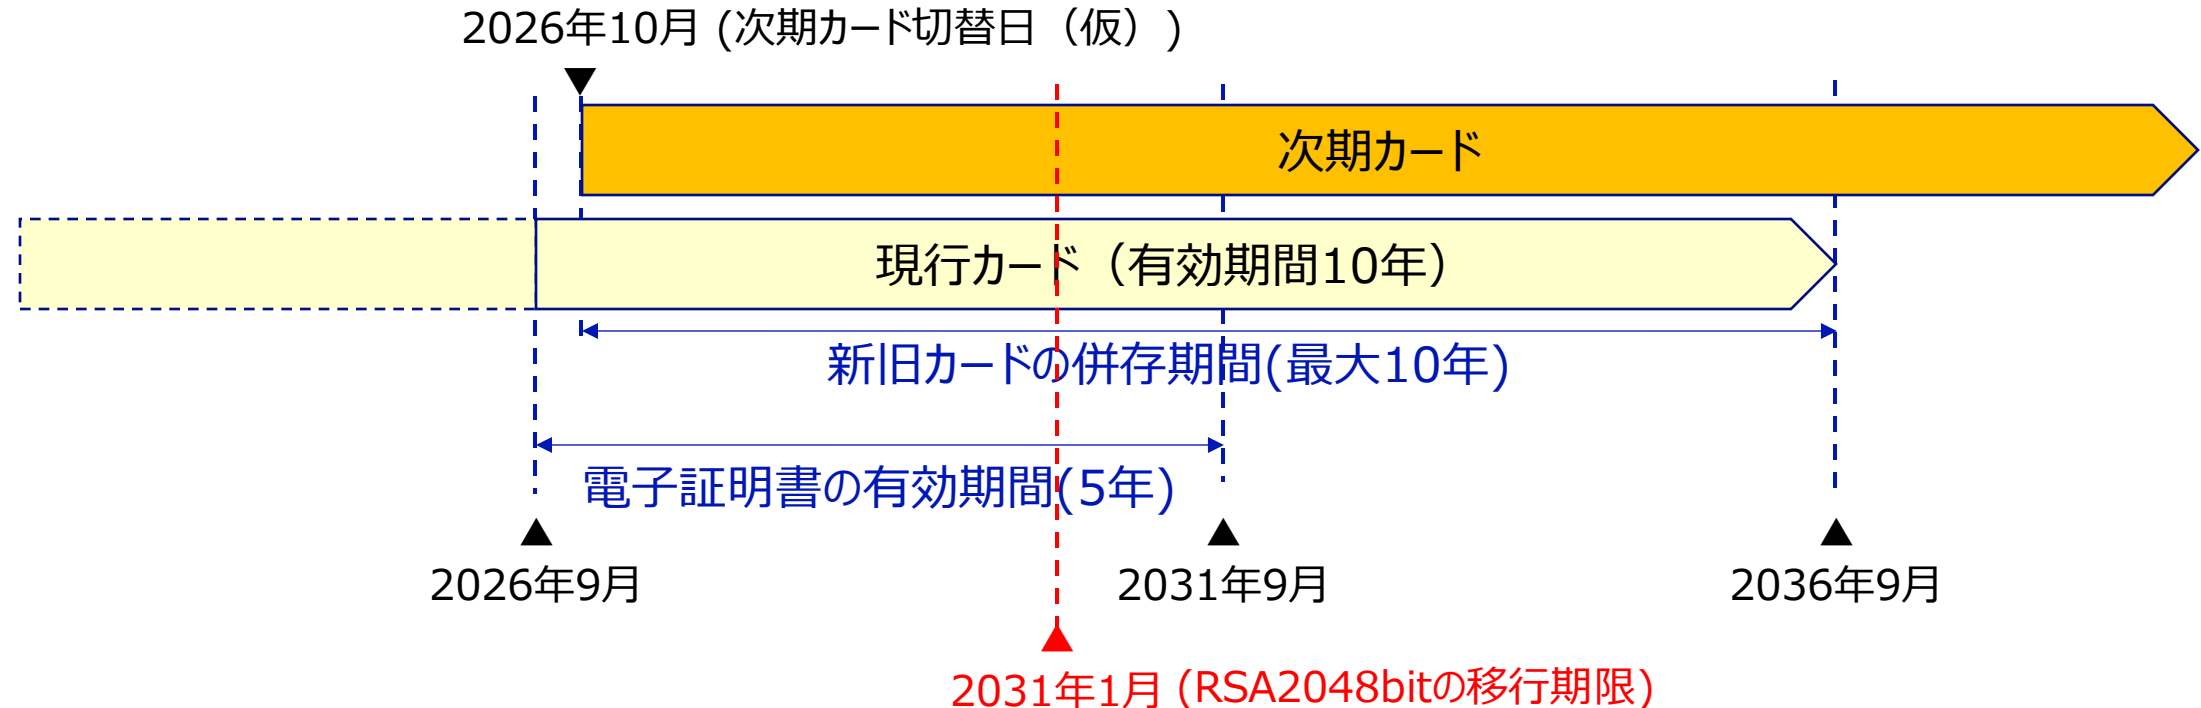 2026年10月 (次期カード切替日（仮）)
次期カード
現行カード（有効期間10年）
新旧カードの併存期間(最大10年)
電子証明書の有効期間(5年)
2026年9月
2031年9月
2036年9月
2031年1月 (RSA2048bitの移行期限)